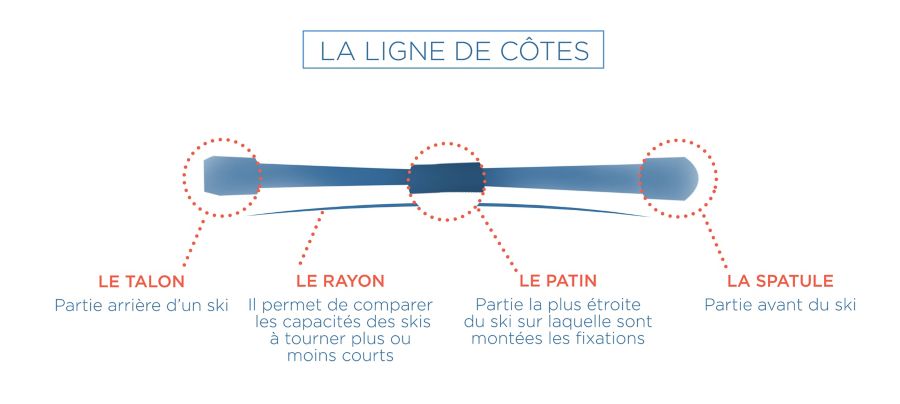 LA LIGNE DE CÔTES
LE TALON
Partie arrière d'un ski
LE RAYON
Il permet de comparer
les capacités des skis
à tourner plus ou
moins courts
LE PATIN
Partie la plus étroite
du ski sur laquelle sont
montées les fixations
LA SPATULE
Partie avant du ski